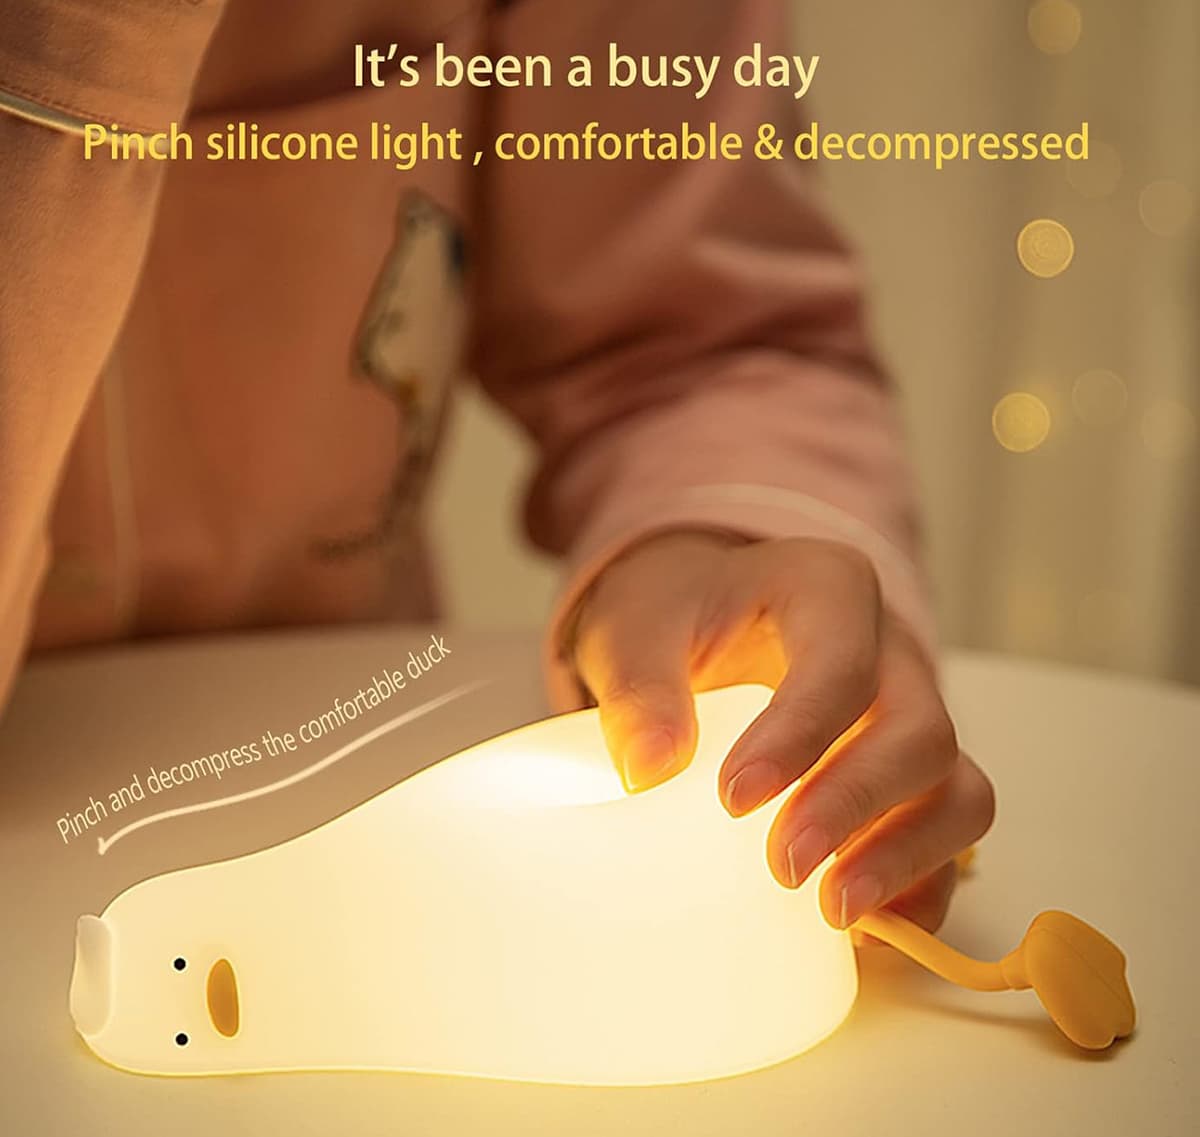 It's been a busy day
Pinch silicone light , comfortable & decompressed
Pinch and decompress the comfortable duck